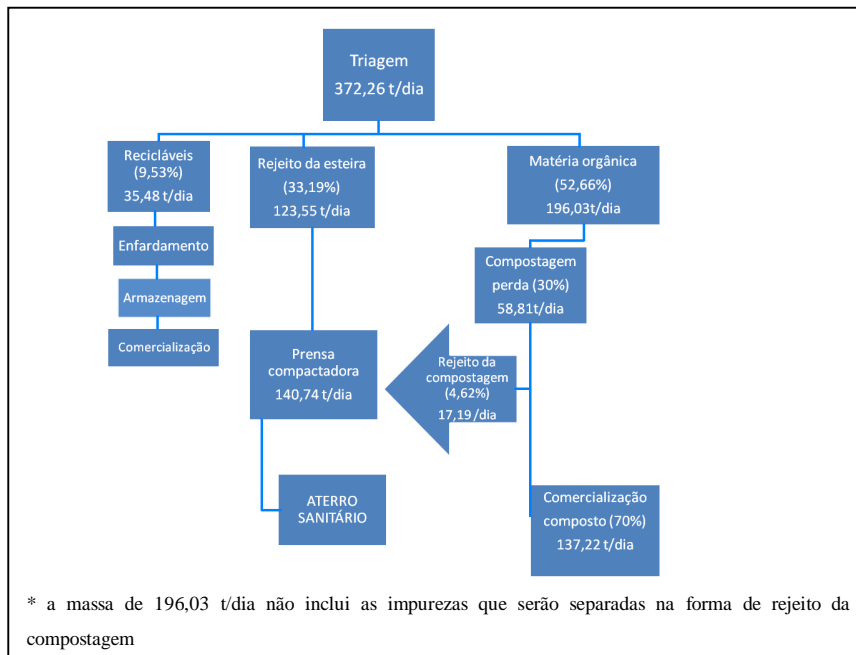 Triagem
372,26 t/dia
Recicláveis
(9,53%)
35,48 t/dia
Enfardamento
Armazenagem
Comercialização
Rejeito da esteira
(33,19%)
123,55 t/dia
Prensa
compactadora
140,74 t/dia
ATERRO
SANITÁRIO
Matéria orgânica
(52,66%)
196,03t/dia
Compostagem
perda (30%)
58,81t/dia
Rejeito da
compostagem
(4,62%)
17,19 /dia
Comercialização
composto (70%)
137,22 t/dia
* a massa de 196,03 t/dia não inclui as impurezas que serão separadas na forma de rejeito da
compostagem